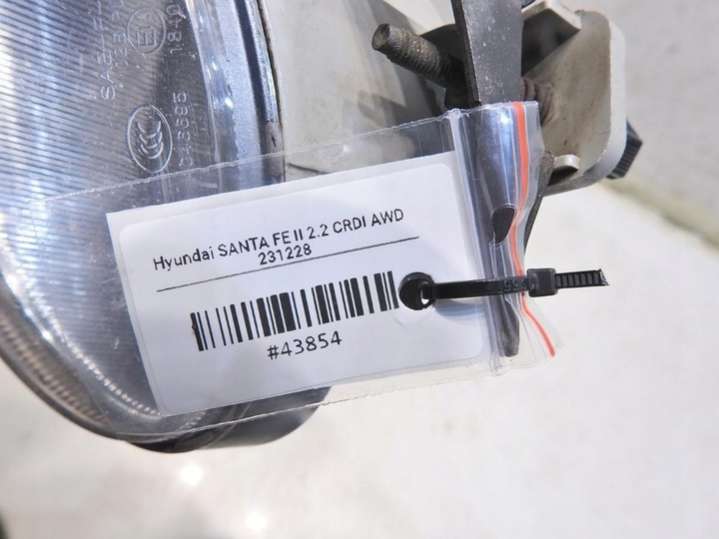 Hyundai SANTA FE II 2.2 CRDI AWD
231228
#43854